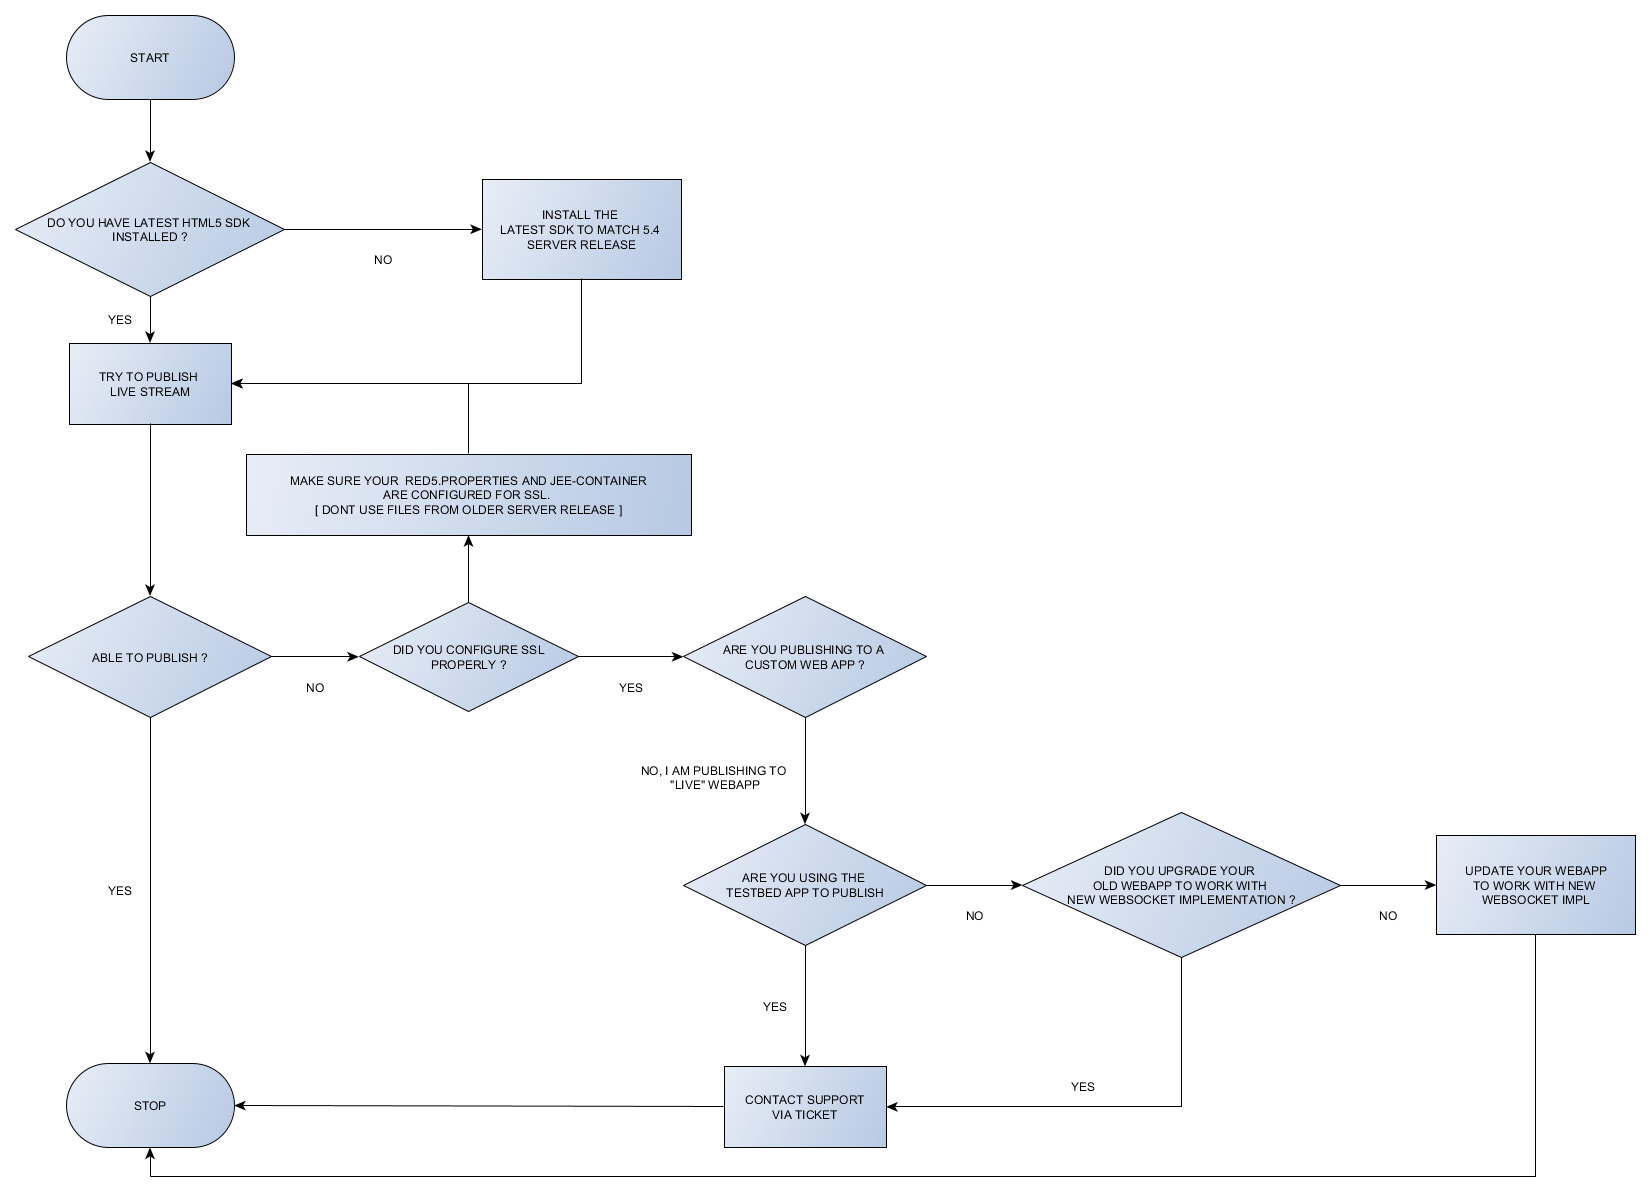 START
DO YOU HAVE LATEST HTML5 SDK
INSTALLED ?
NO
INSTALL THE
LATEST SDK TO MATCH 5.4
SERVER RELEASE
YES
TRY TO PUBLISH
LIVE STREAM
MAKE SURE YOUR RED5.PROPERTIES AND JEE-CONTAINER
ARE CONFIGURED FOR SSL.
[ DONT USE FILES FROM OLDER SERVER RELEASE ]
ABLE TO PUBLISH ?
NO
DID YOU CONFIGURE SSL
PROPERLY ?
YES
ARE YOU PUBLISHING TO A
CUSTOM WEB APP ?
NO, I AM PUBLISHING TO
"LIVE" WEBAPP
YES
ARE YOU USING THE
TESTBED APP TO PUBLISH
NO
DID YOU UPGRADE YOUR
OLD WEBAPP TO WORK WITH
NEW WEBSOCKET IMPLEMENTATION ?
NO
UPDATE YOUR WEBAPP
TO WORK WITH NEW
WEBSOCKET IMPL
YES
YES
STOP
CONTACT SUPPORT
VIA TICKET